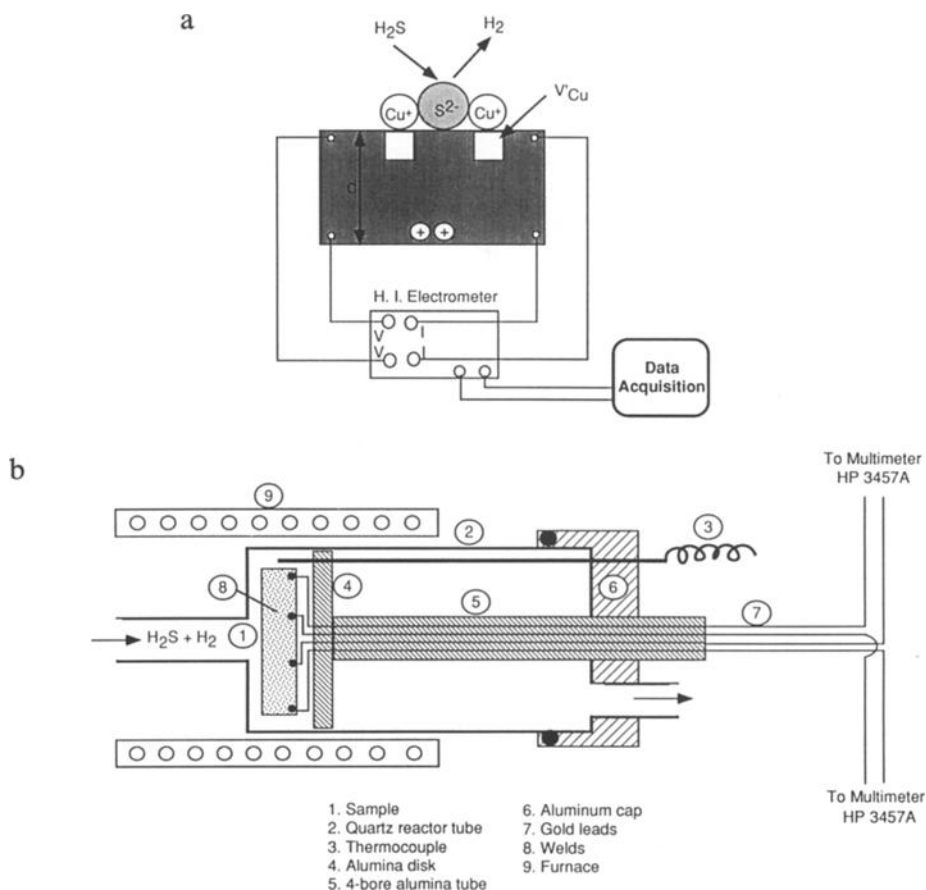 a
H₂S
H₂
Cu⁺
S²⁻
Cu⁺
V'Cu
d
+ +
H. I. Electrometer
V
I
V
I
Data
Acquisition
b
To Multimeter
HP 3457A
9
2
3
8
4
5
6
7
H₂S + H₂
1
To Multimeter
HP 3457A
1. Sample
2. Quartz reactor tube
3. Thermocouple
4. Alumina disk
5. 4-bore alumina tube
6. Aluminum cap
7. Gold leads
8. Welds
9. Furnace